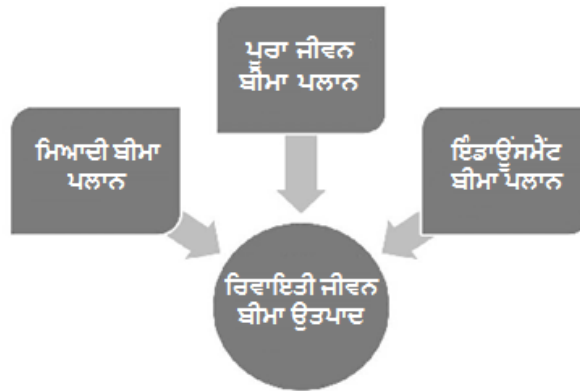 ਪੂਰਾ ਜੀਵਨ
ਬੀਮਾ ਪਲਾਨ
ਮਿਆਦੀ ਬੀਮਾ
ਪਲਾਨ
ਇੰਡਾਊਂਸਮੈਂਟ
ਬੀਮਾ ਪਲਾਨ
ਰਿਵਾਇਤੀ ਜੀਵਨ
ਬੀਮਾ ਉਤਪਾਦ